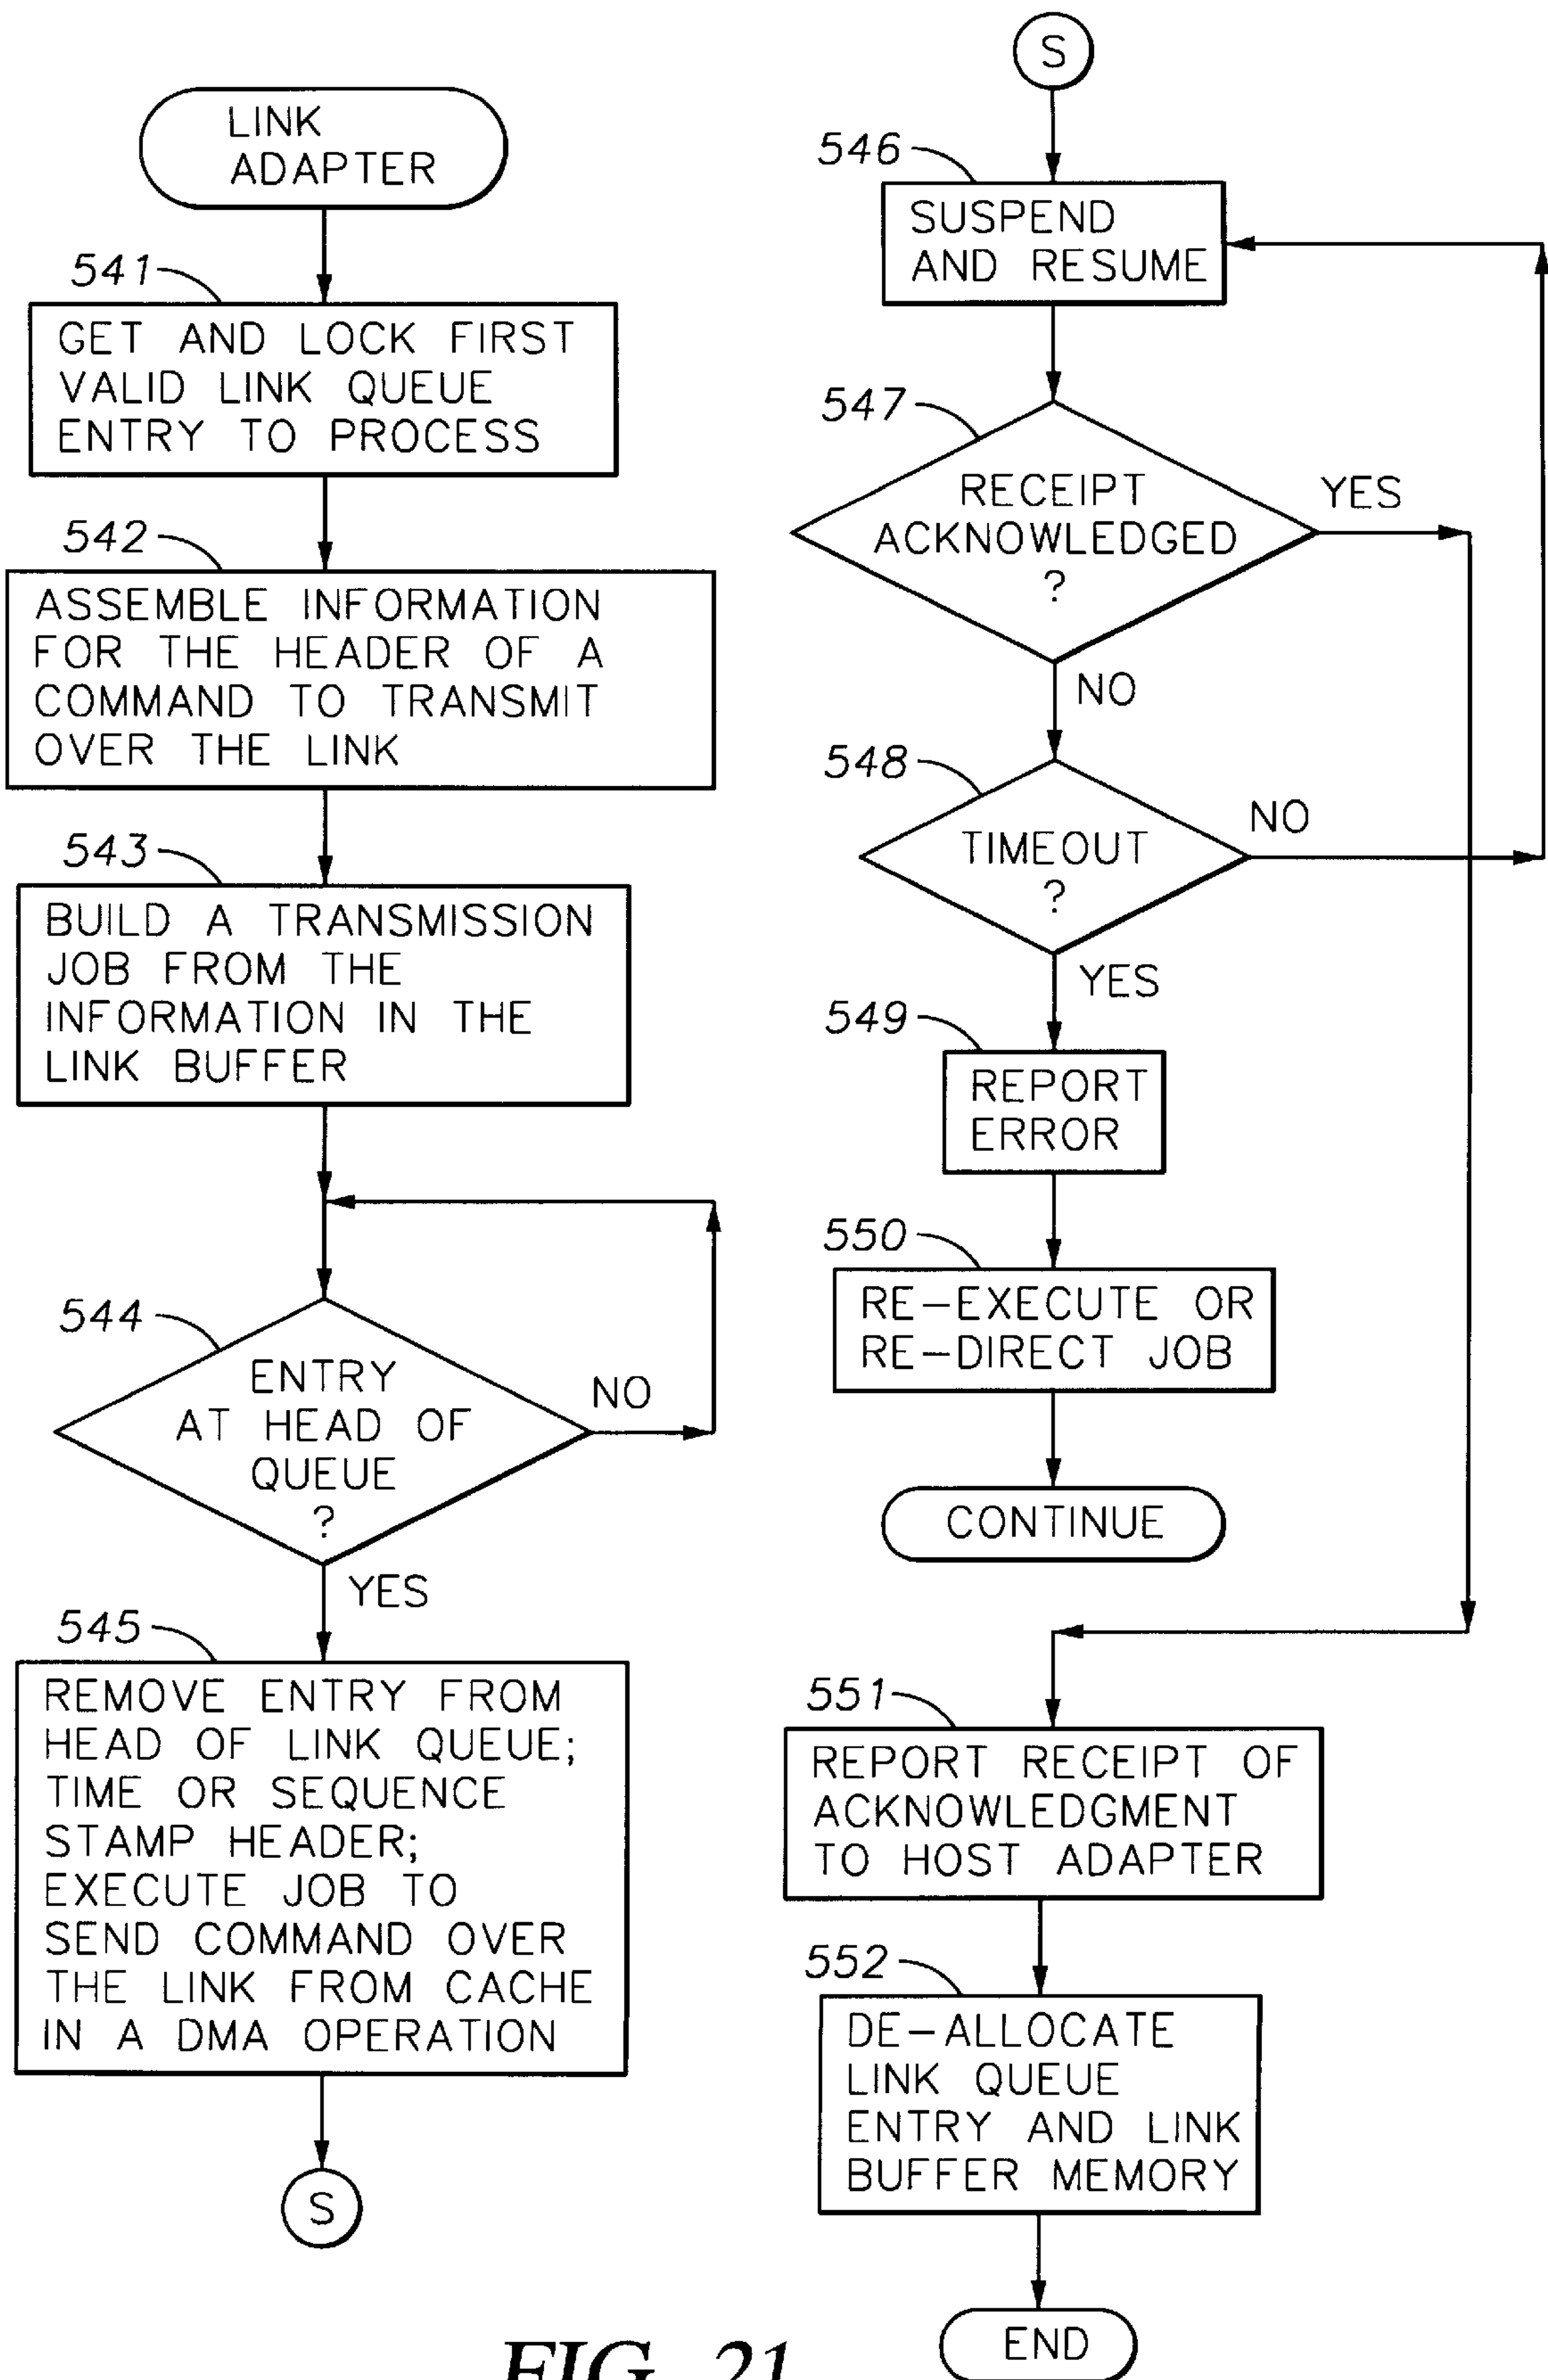 LINK
ADAPTER
541
GET AND LOCK FIRST
VALID LINK QUEUE
ENTRY TO PROCESS
542
ASSEMBLE INFORMATION
FOR THE HEADER OF A
COMMAND TO TRANSMIT
OVER THE LINK
543
BUILD A TRANSMISSION
JOB FROM THE
INFORMATION IN THE
LINK BUFFER
544
ENTRY
AT HEAD OF
QUEUE
?
NO
YES
545
REMOVE ENTRY FROM
HEAD OF LINK QUEUE;
TIME OR SEQUENCE
STAMP HEADER;
EXECUTE JOB TO
SEND COMMAND OVER
THE LINK FROM CACHE
IN A DMA OPERATION
S
S
546
SUSPEND
AND RESUME
547
RECEIPT
ACKNOWLEDGED
?
YES
NO
548
TIMEOUT
?
NO
YES
549
REPORT
ERROR
550
RE-EXECUTE OR
RE-DIRECT JOB
CONTINUE
551
REPORT RECEIPT OF
ACKNOWLEDGMENT
TO HOST ADAPTER
552
DE-ALLOCATE
LINK QUEUE
ENTRY AND LINK
BUFFER MEMORY
END
FIG. 21